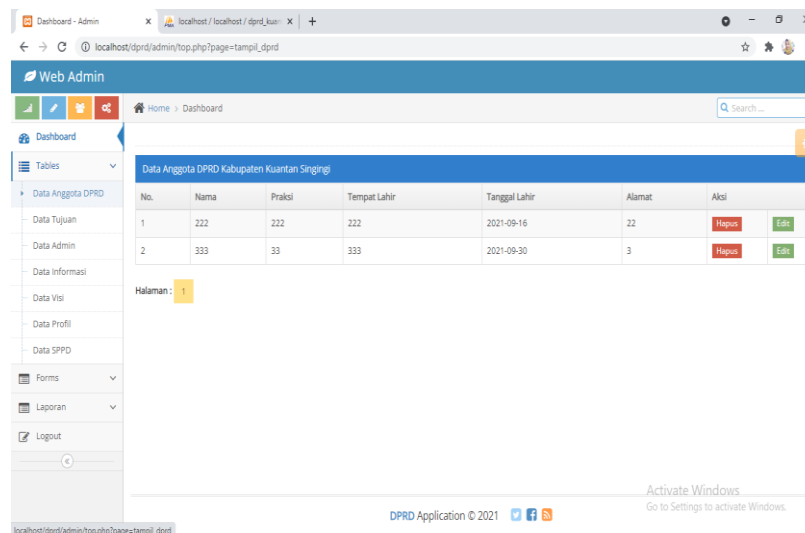 Dashboard - Admin
localhost / localhost / dprd_kuan
localhost/dprd/admin/top.php?page=tampil_dprd
Web Admin
Home > Dashboard
Search ...
Dashboard
Tables
Data Anggota DPRD
Data Tujuan
Data Admin
Data Informasi
Data Visi
Data Profil
Data SPPD
Forms
Laporan
Logout
Data Anggota DPRD Kabupaten Kuantan Singingi
No. Nama Praksi Tempat Lahir Tanggal Lahir Alamat Aksi
1 222 222 222 2021-09-16 22 Hapus Edit
2 333 33 333 2021-09-30 3 Hapus Edit
Halaman : 1
Activate Windows
Go to Settings to activate Windows.
DPRD Application © 2021
localhost/dprd/admin/top.php?page=tampil_dprd